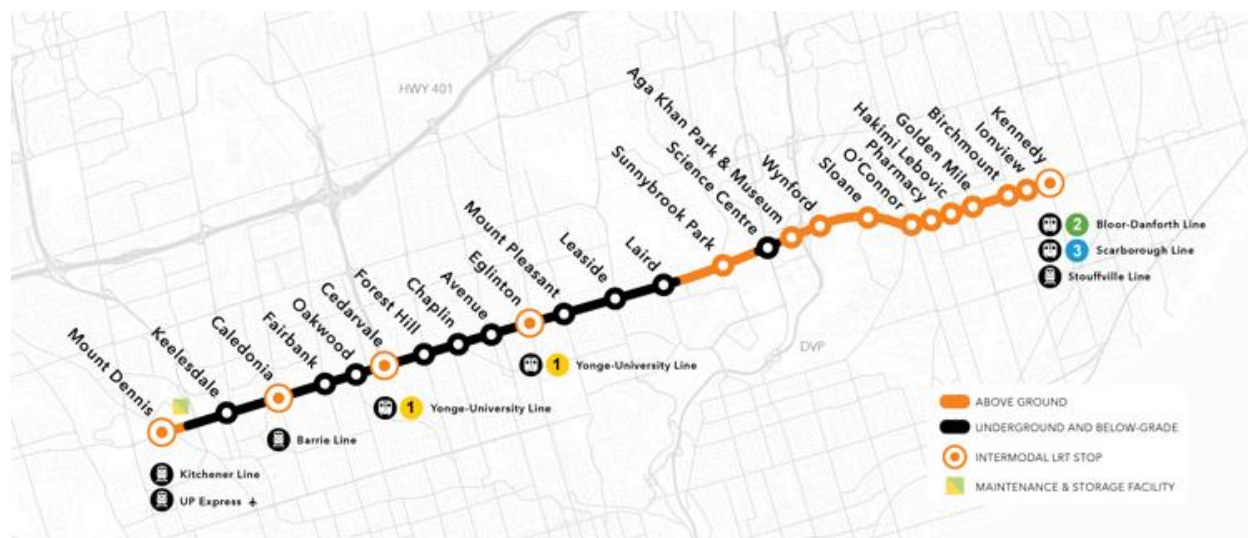 HWY 401
Mount Dennis
Keelesdale
Caledonia
Fairbank
Oakwood
Cedarvale
Forest Hill
Chaplin
Avenue
Eglinton
Mount Pleasant
Leaside
Laird
Sunnybrook Park
Science Centre
Aga Khan Park & Museum
Wynford
Sloane
O'Connor
Pharmacy
Hakimi Lebovic
Golden Mile
Birchmount
Ionview
Kennedy
2 Bloor-Danforth Line
3 Scarborough Line
Stouffville Line
DVP
1 Yonge-University Line
1 Yonge-University Line
Barrie Line
Kitchener Line
UP Express
ABOVE GROUND
UNDERGROUND AND BELOW-GRADE
INTERMODAL LRT STOP
MAINTENANCE & STORAGE FACILITY